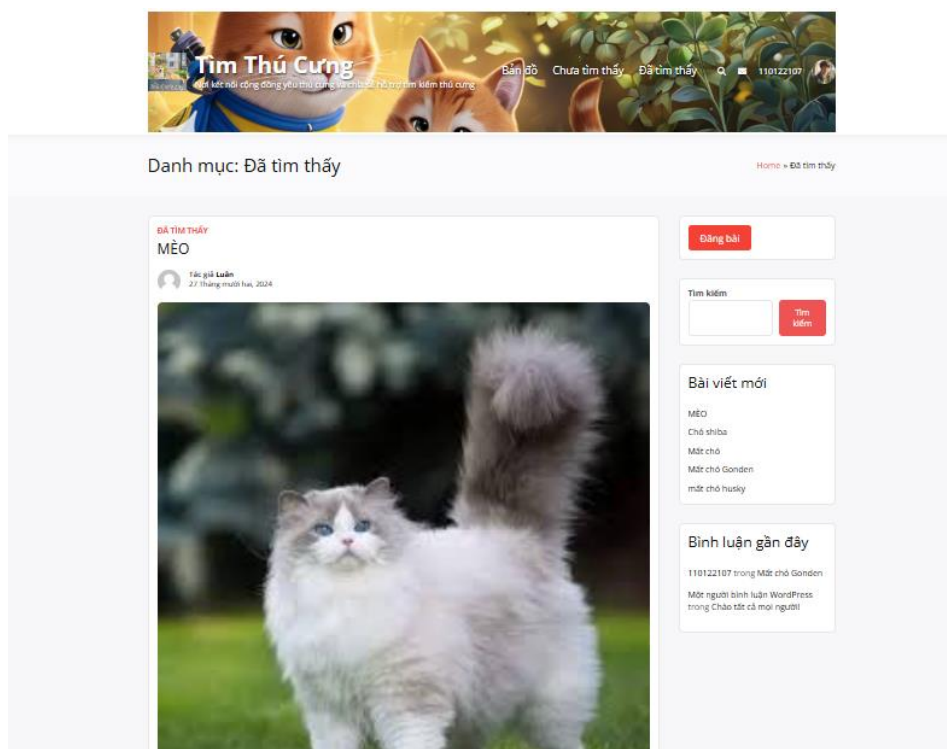 Tìm Thú Cưng
Nơi kết nối cộng đồng yêu thú cưng và chia sẻ hỗ trợ tìm kiếm thú cưng
Bản đồ Chưa tìm thấy Đã tìm thấy 110122107
Danh mục: Đã tìm thấy
Home » Đã tìm thấy
ĐÃ TÌM THẤY
MÈO
Tác giả Luân
27 Tháng mười hai, 2024
Đăng bài
Tìm kiếm
Tìm
kiếm
Bài viết mới
MÈO
Chó shiba
Mất chó
Mất chó Gonden
mất chó husky
Bình luận gần đây
110122107 trong Mất chó Gonden
Một người bình luận WordPress
trong Chào tất cả mọi người!